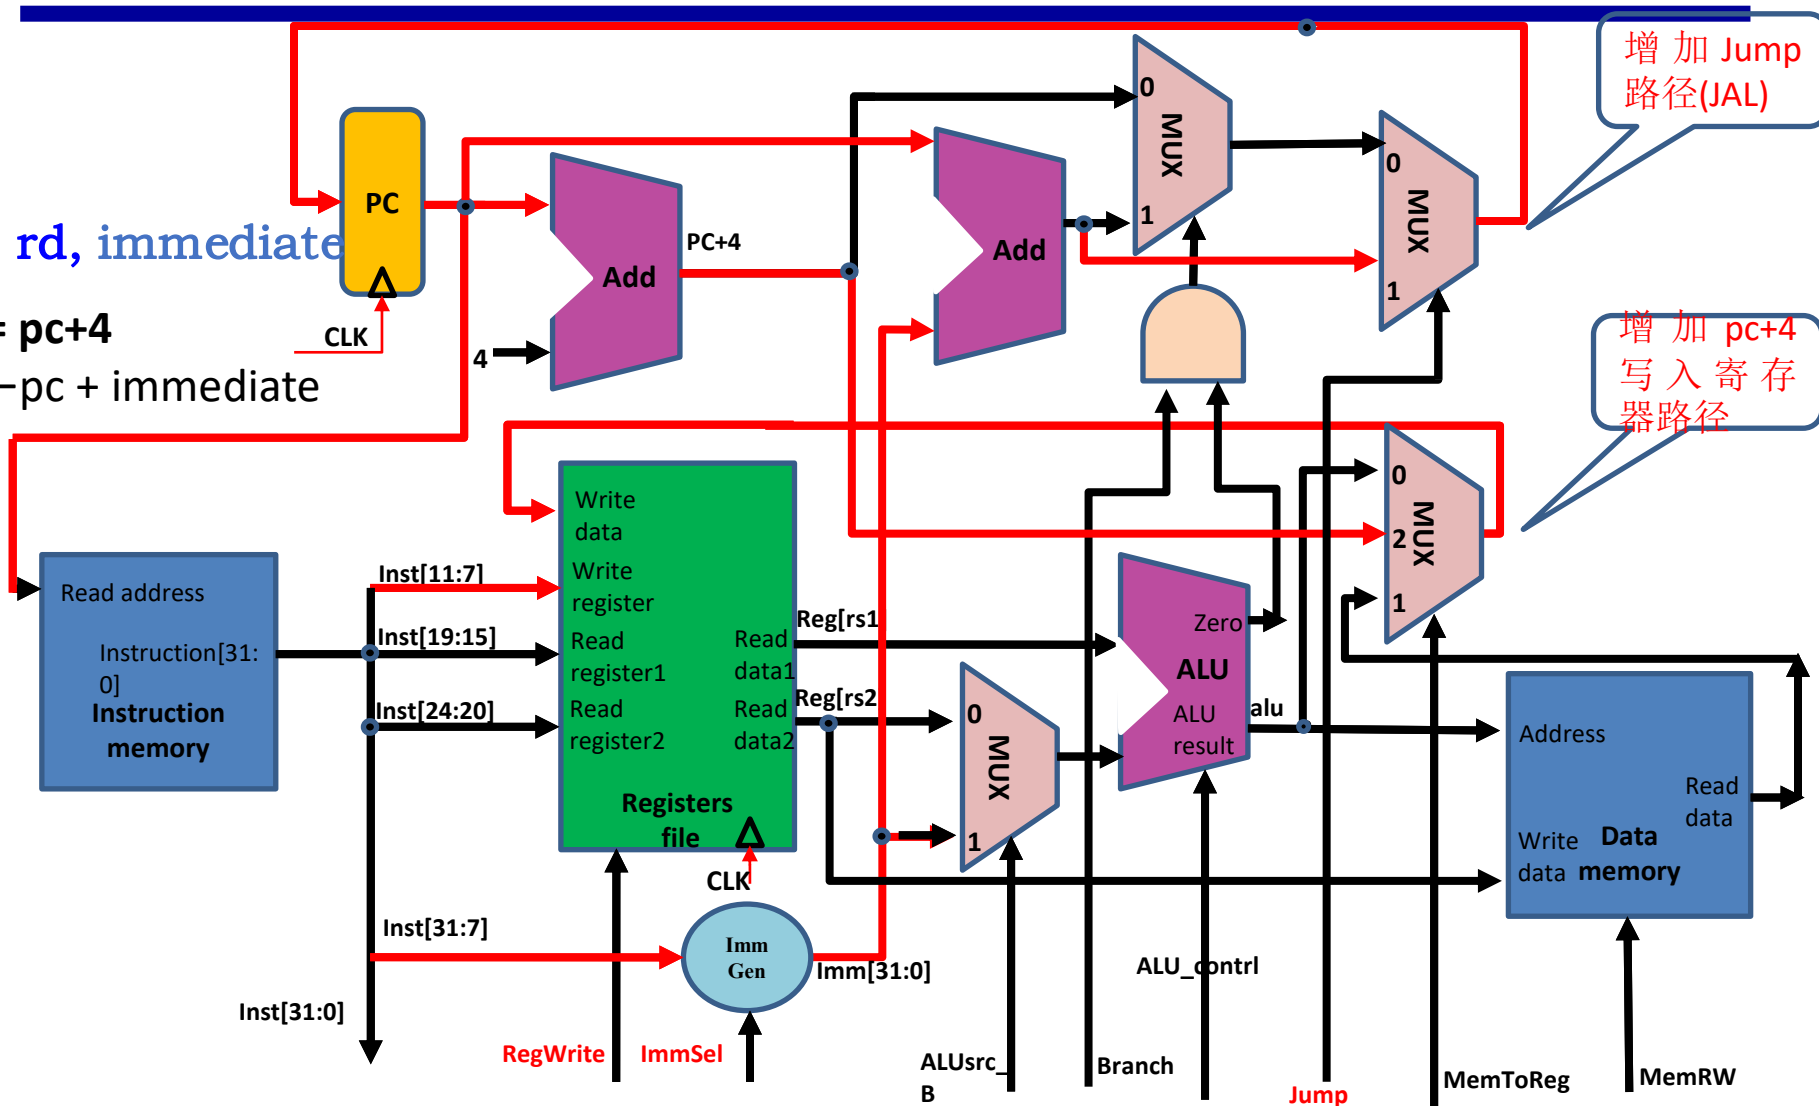 增 加 Jump
路径(JAL)
0
MUX
1
0
MUX
1
PC
CLK
rd, immediate
= pc+4
pc + immediate
PC+4
Add
4
Add
增 加 pc+4
写 入 寄 存
器路径
0
2
MUX
1
Read address
Instruction[31:
0]
Instruction
memory
Inst[11:7]
Inst[19:15]
Inst[24:20]
Write
data
Write
register
Read
register1
Read
register2
Read
data1
Read
data2
Registers
file
CLK
Reg[rs1
Reg[rs2
0
MUX
1
Zero
ALU
ALU
result
alu
Address
Read
data
Write
data
Data
memory
Inst[31:7]
Imm
Gen
Imm[31:0]
Inst[31:0]
RegWrite
ImmSel
ALUsrc_
B
Branch
ALU_contrl
Jump
MemToReg
MemRW